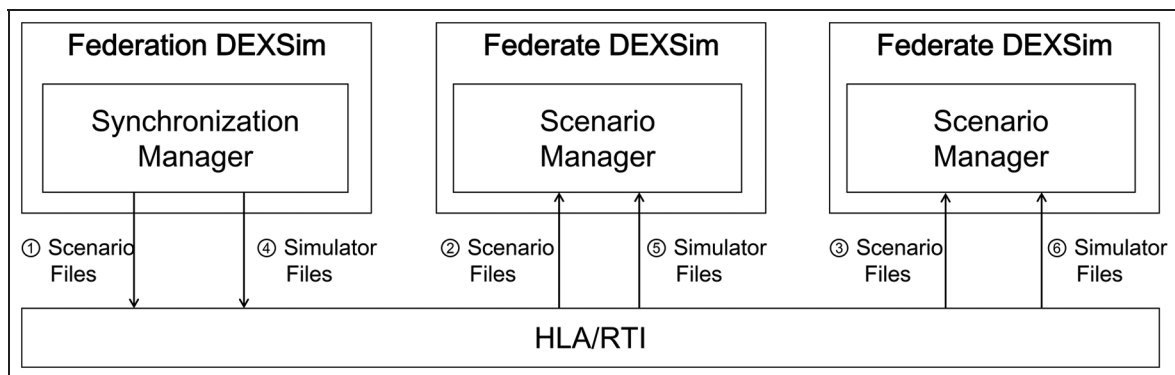 Federation DEXSim
Synchronization
Manager
Federate DEXSim
Scenario
Manager
Federate DEXSim
Scenario
Manager
① Scenario
Files
④ Simulator
Files
② Scenario
Files
⑤ Simulator
Files
③ Scenario
Files
⑥ Simulator
Files
HLA/RTI